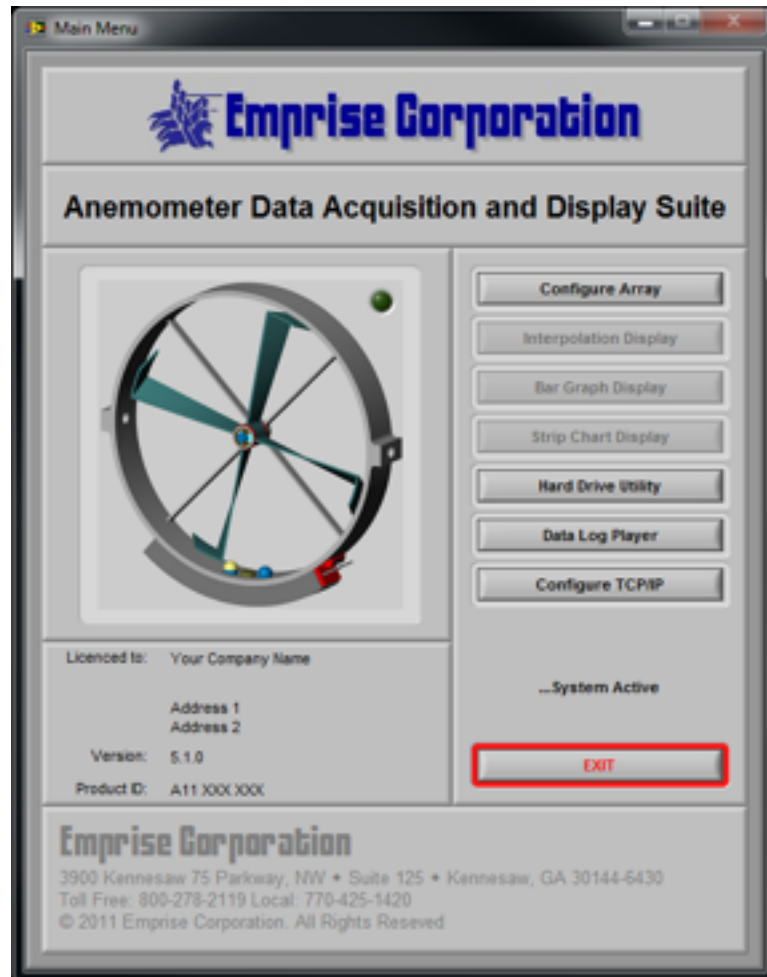 Main Menu
Emprise Corporation
Anemometer Data Acquisition and Display Suite
Configure Array
Interpolation Display
Bar Graph Display
Strip Chart Display
Hard Drive Utility
Data Log Player
Configure TCP/IP
...System Active
EXIT
Licenced to: Your Company Name
Address 1
Address 2
Version: 5.1.0
Product ID: A11 XXX XXX
Emprise Corporation
3900 Kennesaw 75 Parkway, NW • Suite 125 • Kennesaw, GA 30144-6430
Toll Free: 800-278-2119 Local: 770-425-1420
© 2011 Emprise Corporation. All Rights Reseved